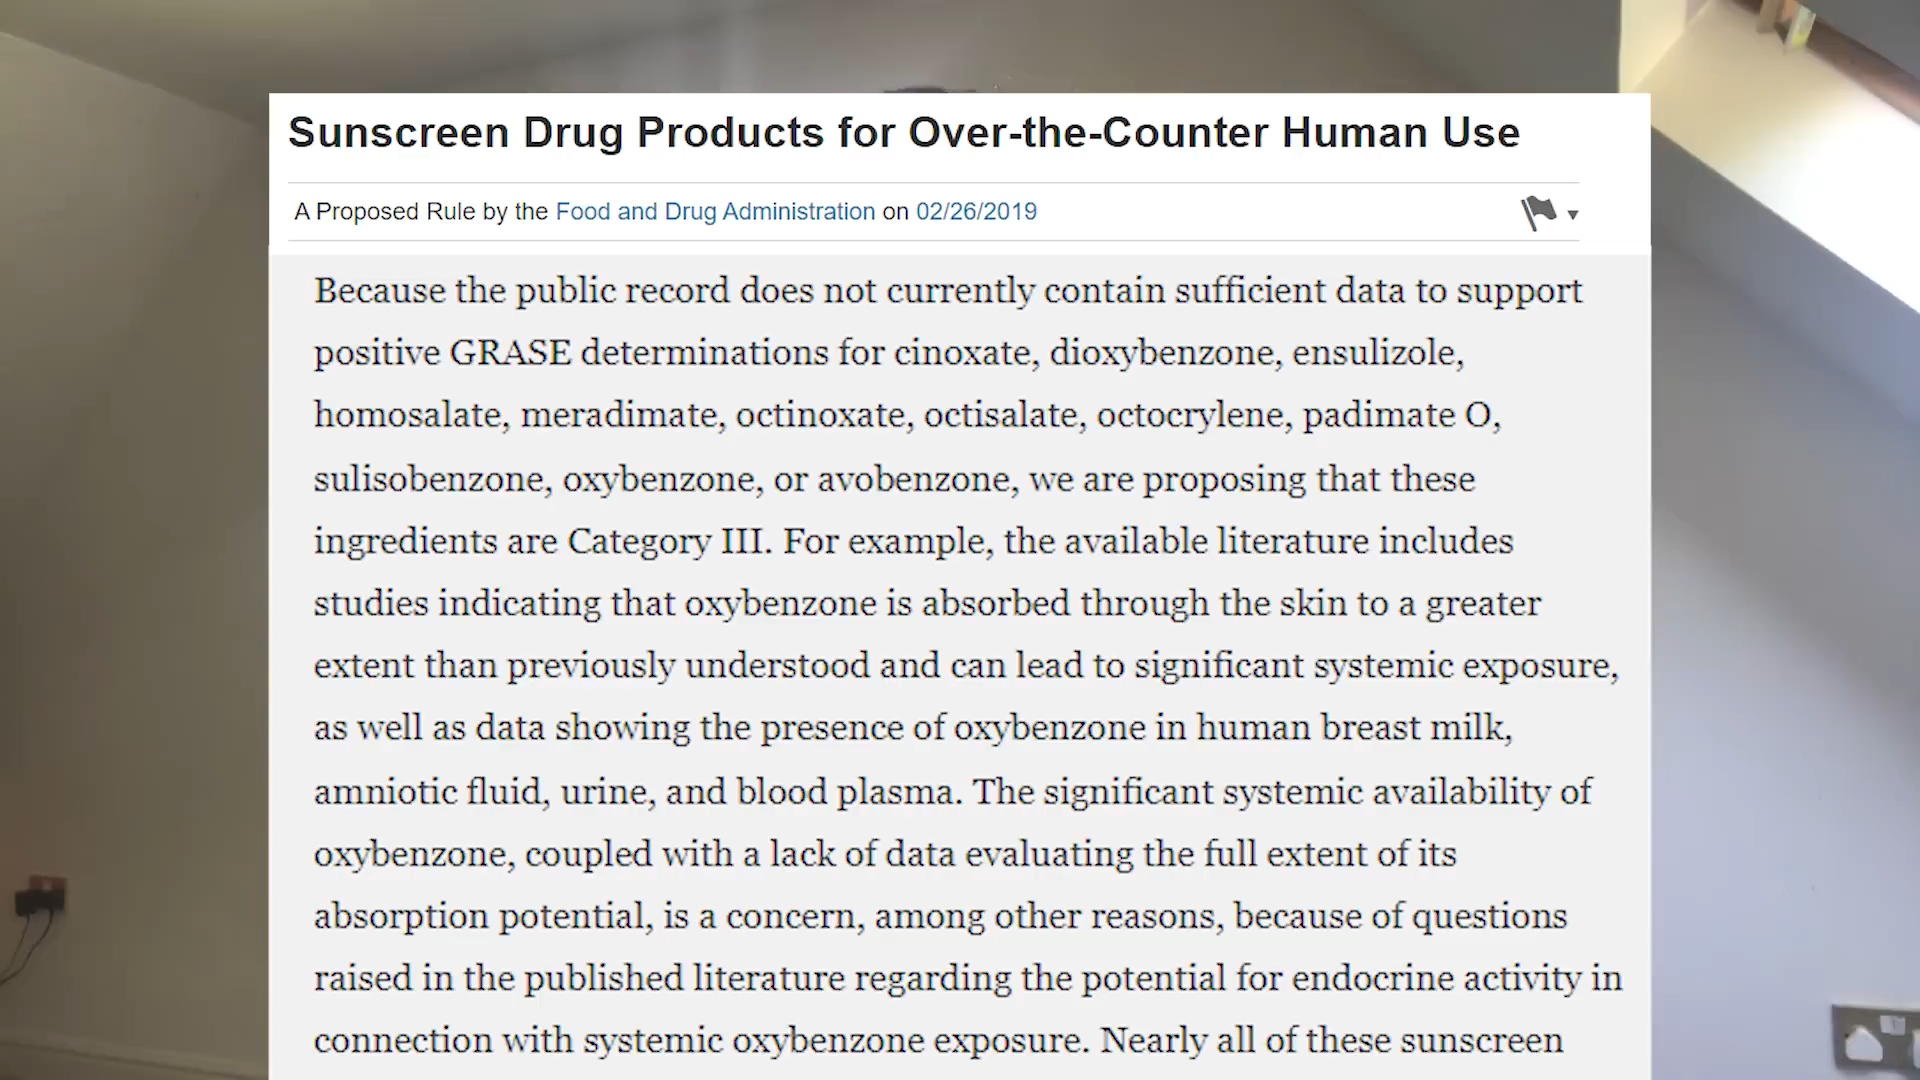 Sunscreen Drug Products for Over-the-Counter Human Use
A Proposed Rule by the Food and Drug Administration on 02/26/2019
Because the public record does not currently contain sufficient data to support
positive GRASE determinations for cinoxate, dioxybenzone, ensulizole,
homosalate, meradimate, octinoxate, octisalate, octocrylene, padimate O,
sulisobenzone, oxybenzone, or avobenzone, we are proposing that these
ingredients are Category III. For example, the available literature includes
studies indicating that oxybenzone is absorbed through the skin to a greater
extent than previously understood and can lead to significant systemic exposure,
as well as data showing the presence of oxybenzone in human breast milk,
amniotic fluid, urine, and blood plasma. The significant systemic availability of
oxybenzone, coupled with a lack of data evaluating the full extent of its
absorption potential, is a concern, among other reasons, because of questions
raised in the published literature regarding the potential for endocrine activity in
connection with systemic oxybenzone exposure. Nearly all of these sunscreen